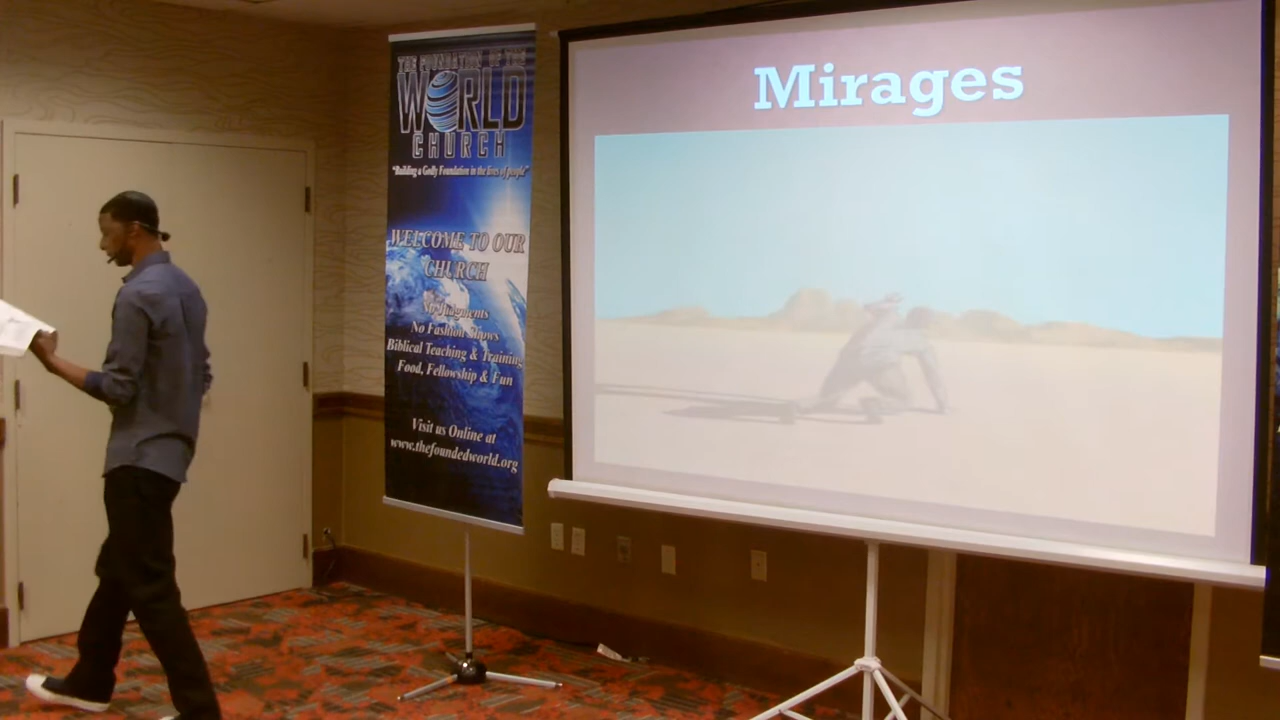 THE FOUNDATION OF THE
WORLD
CHURCH
"Building a Godly Foundation in the lives of people"
WELCOME TO OUR
CHURCH
No Judgments
No Fashion Shows
Biblical Teaching & Training
Food, Fellowship & Fun
Visit us Online at
www.thefoundedworld.org
Mirages